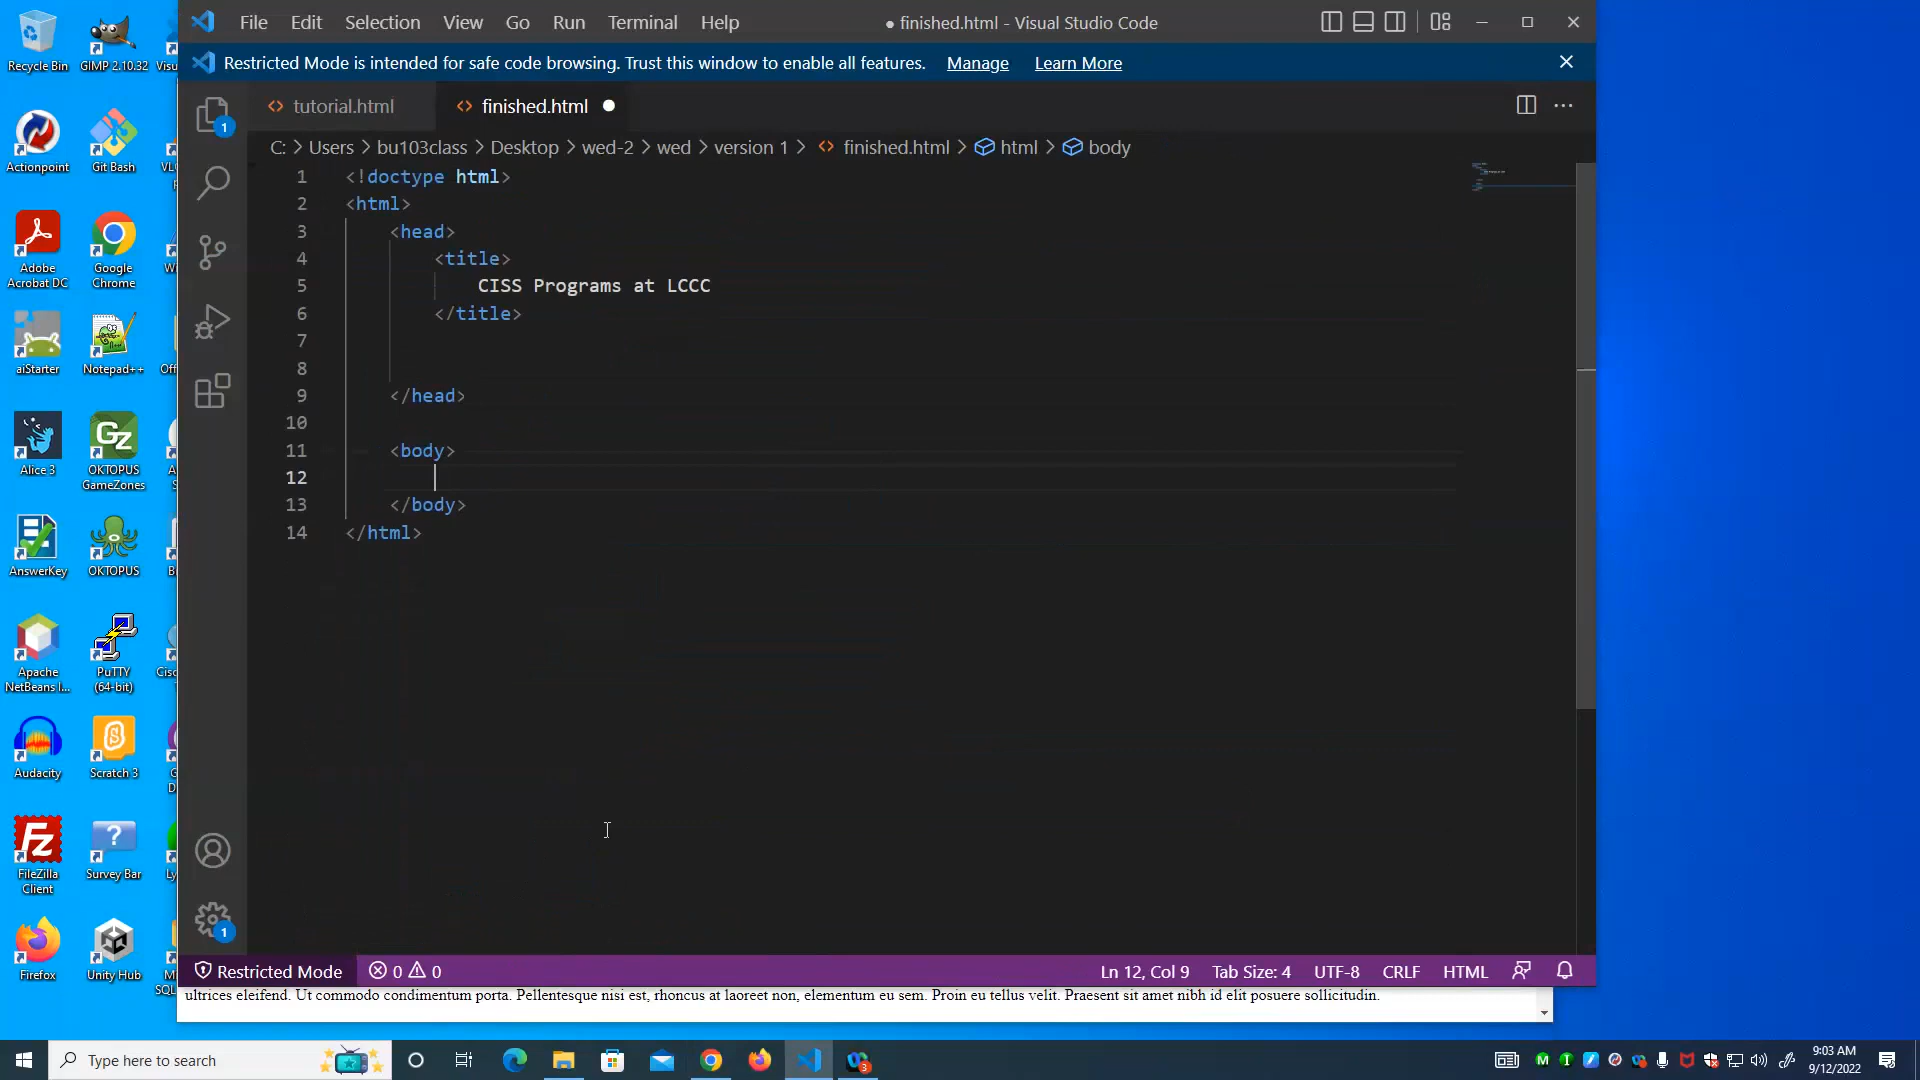 File Edit Selection View Go Run Terminal Help
● finished.html - Visual Studio Code
Restricted Mode is intended for safe code browsing. Trust this window to enable all features. Manage Learn More
tutorial.html finished.html
C: > Users > bu103class > Desktop > wed-2 > wed > version 1 > finished.html > html > body
1 <!doctype html>
2 <html>
3 <head>
4 <title>
5 CISS Programs at LCCC
6 </title>
7
8
9 </head>
10
11 <body>
12
13 </body>
14 </html>
1
1
Restricted Mode 0 0 Ln 12, Col 9 Tab Size: 4 UTF-8 CRLF HTML
ultrices eleifend. Ut commodo condimentum porta. Pellentesque nisi est, rhoncus at laoreet non, elementum eu sem. Proin eu tellus velit. Praesent sit amet nibh id elit posuere sollicitudin.
Recycle Bin GIMP 2.10.32
Actionpoint Git Bash
Adobe Acrobat DC Google Chrome
aiStarter Notepad++
Alice 3 OKTOPUS GameZones
AnswerKey OKTOPUS
Apache NetBeans I... PuTTY (64-bit)
Audacity Scratch 3
FileZilla Client Survey Bar
Firefox Unity Hub
Type here to search
9:03 AM
9/12/2022